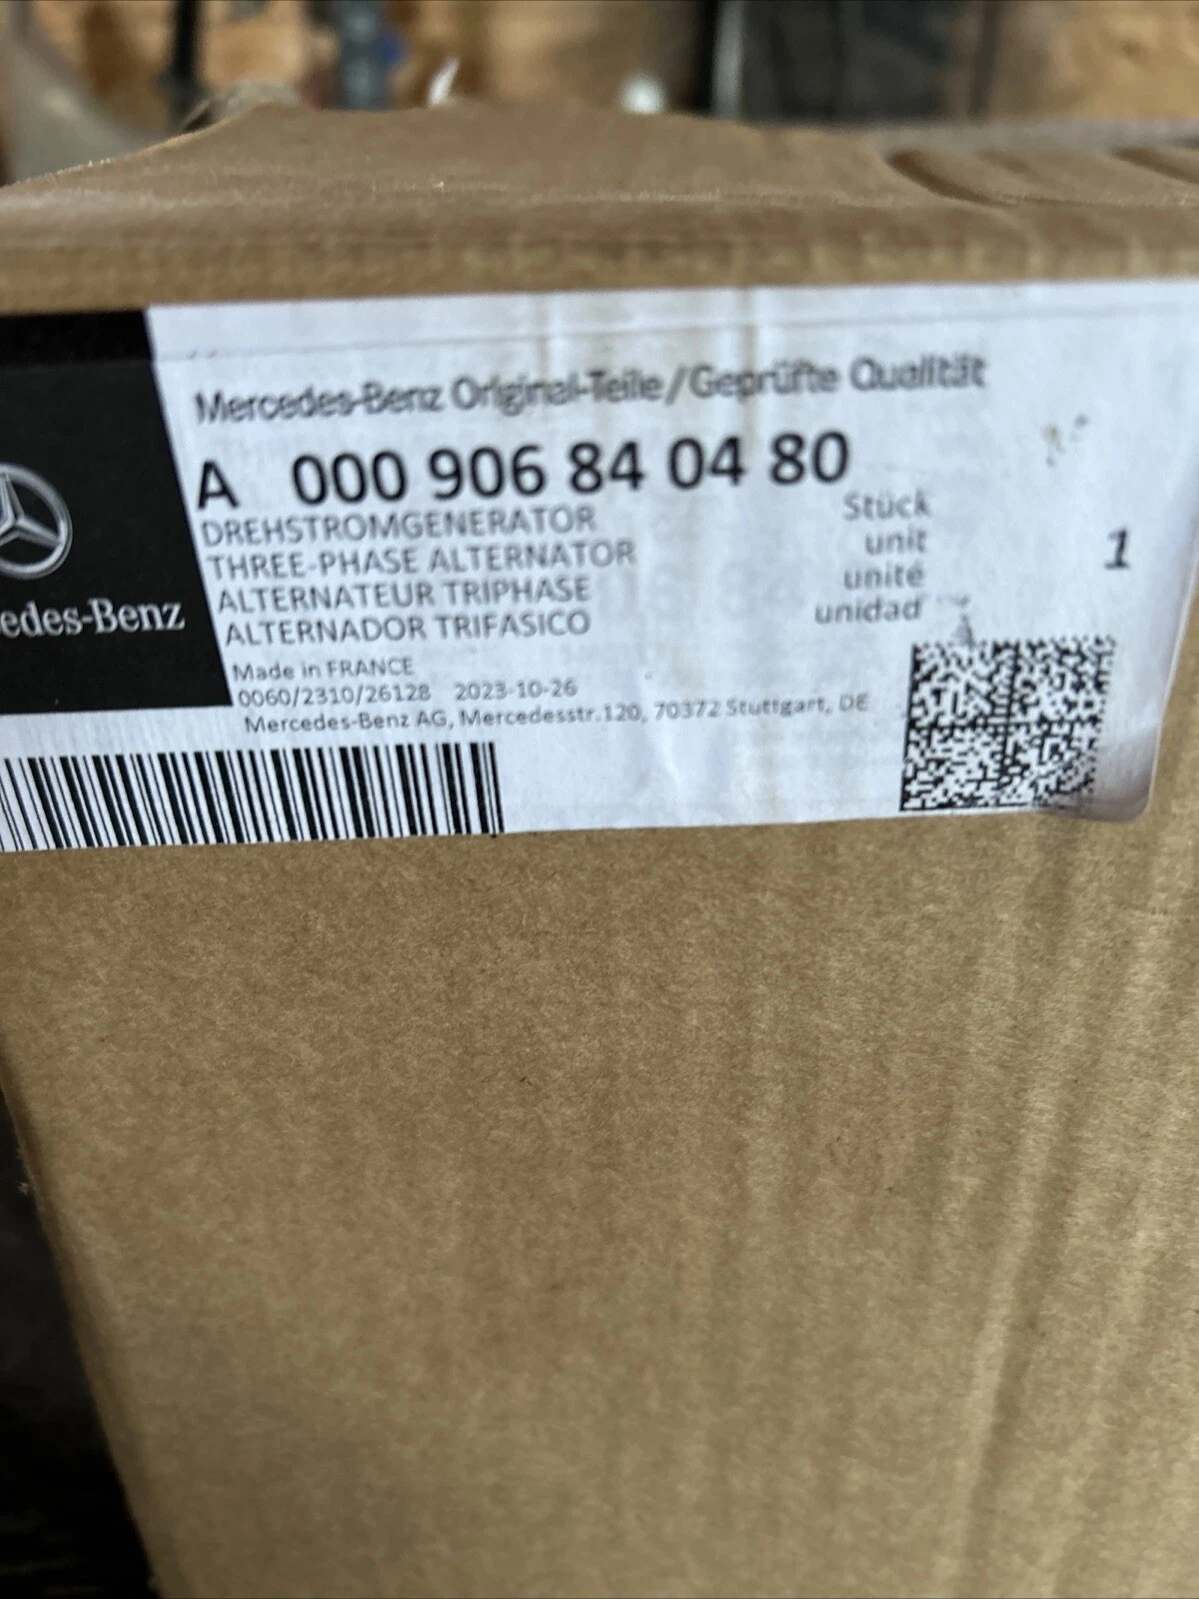 Mercedes-Benz Original-Teile/Geprüfte Qualität
A 000 906 84 04 80
DREHSTROMGENERATOR
THREE-PHASE ALTERNATOR
ALTERNATEUR TRIPHASE
ALTERNADOR TRIFASICO
Stück
unit
unité
unidad
1
edes-Benz
Made in FRANCE
0060/2310/26128 2023-10-26
Mercedes-Benz AG, Mercedesstr.120, 70372 Stuttgart, DE